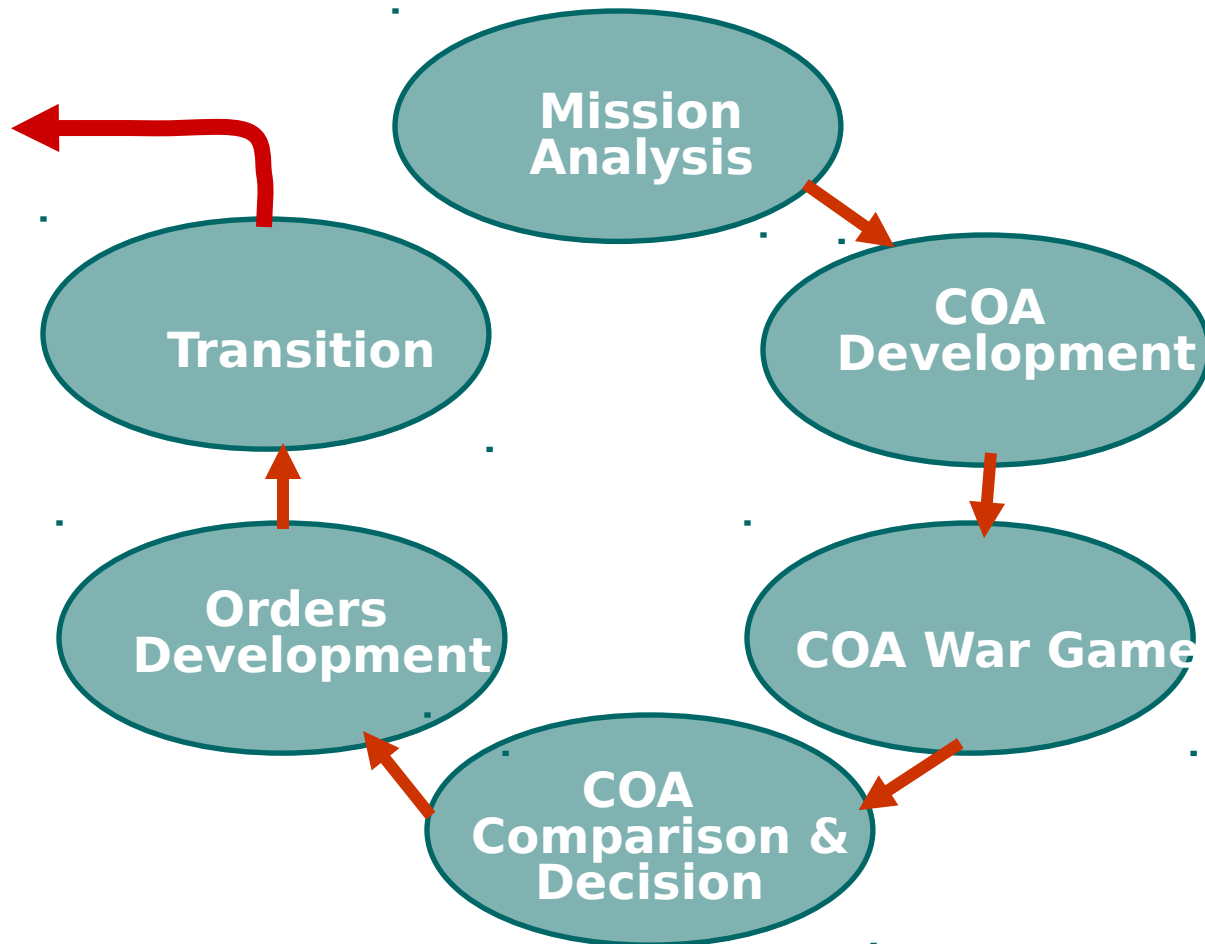 Mission
Analysis
COA
Development
COA War Game
COA
Comparison &
Decision
Orders
Development
Transition